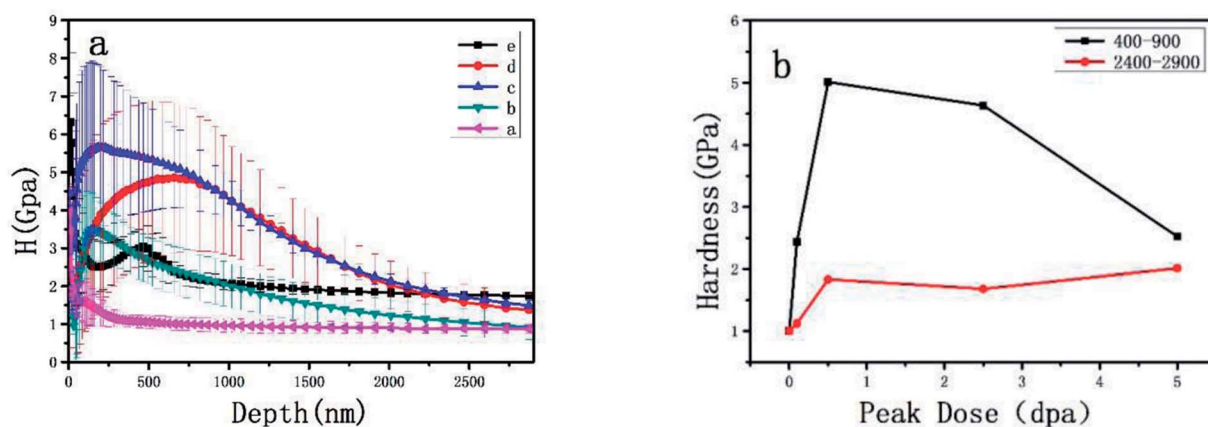 a
e
d
c
b
a
H(Gpa)
9
8
7
6
5
4
3
2
1
0
0 500 1000 1500 2000 2500
Depth(nm)
b
400-900
2400-2900
Hardness(GPa)
6
5
4
3
2
1
0 1 2 3 4 5
Peak Dose (dpa)